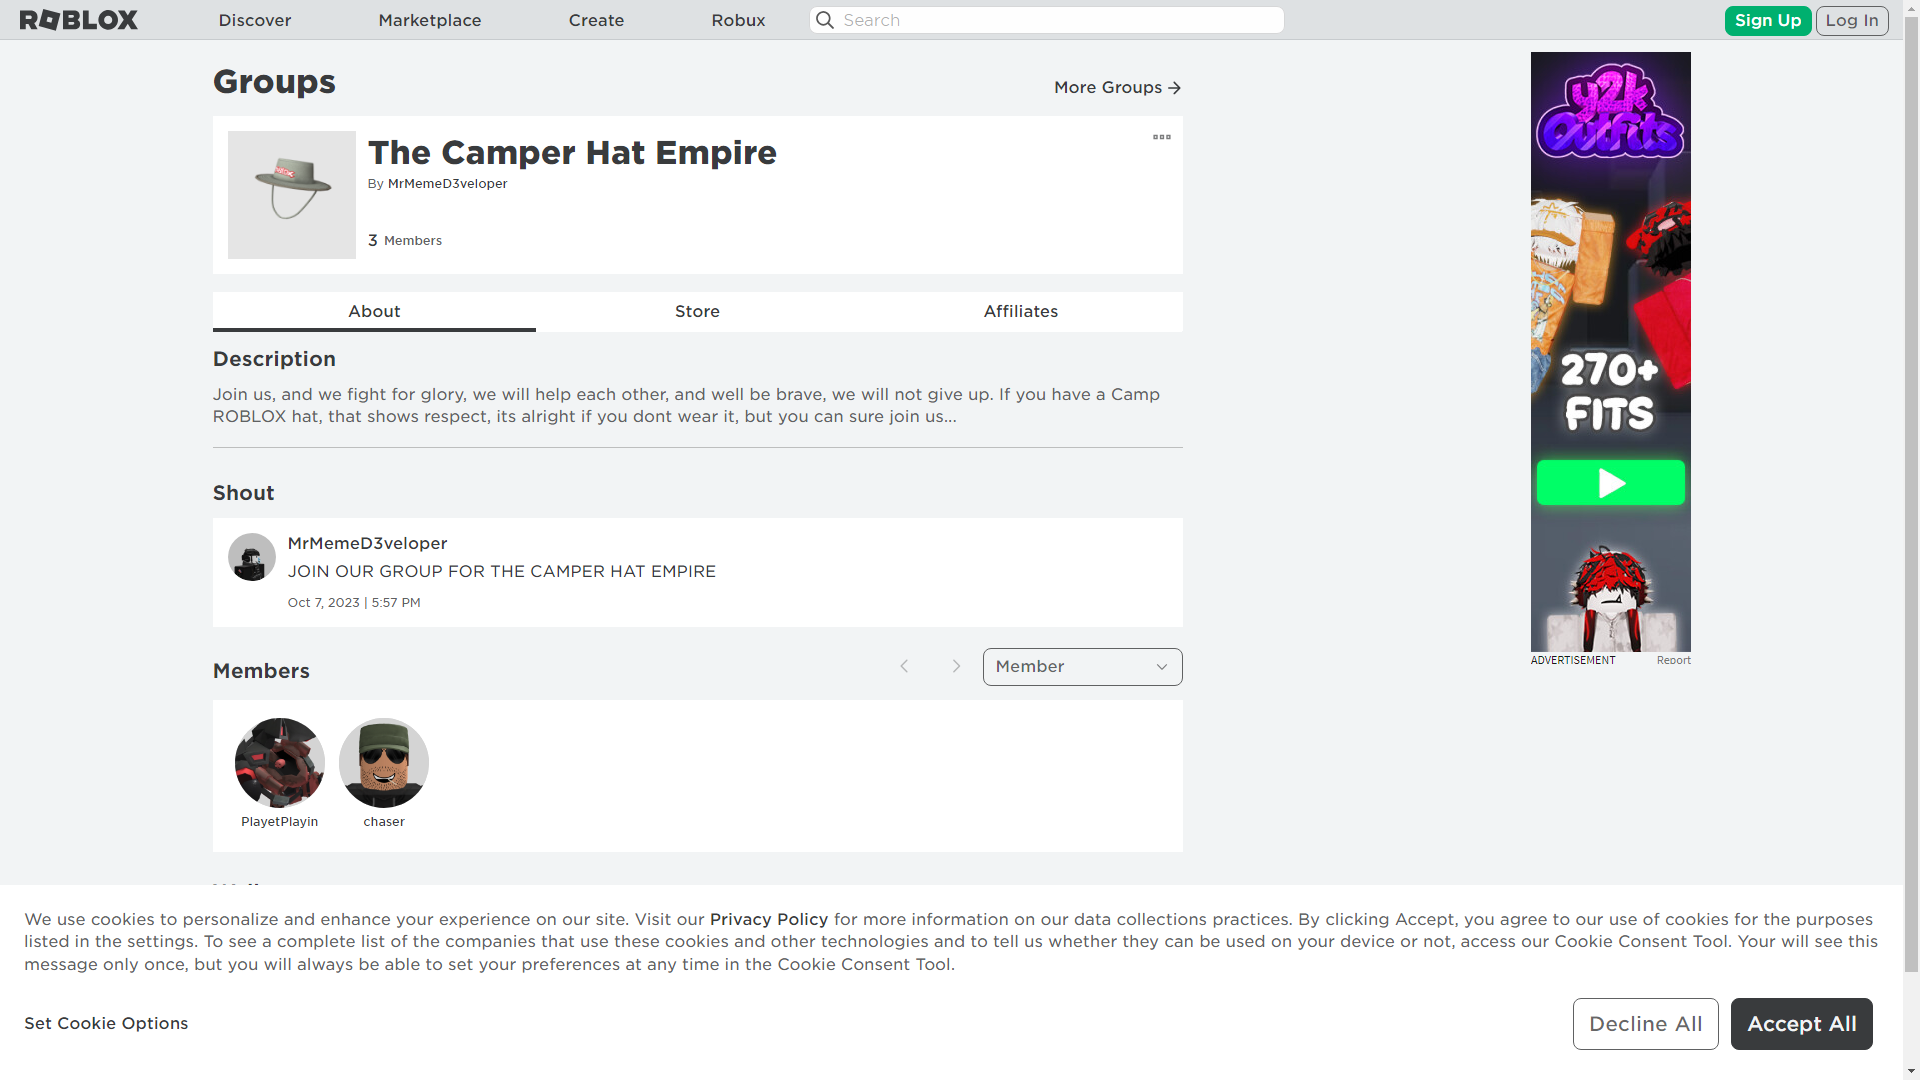 ROBLOX
Discover
Marketplace
Create
Robux
Search
Sign Up
Log In
Groups
More Groups
The Camper Hat Empire
By MrMemeD3veloper
3 Members
About
Store
Affiliates
Description
Join us, and we fight for glory, we will help each other, and well be brave, we will not give up. If you have a Camp
ROBLOX hat, that shows respect, its alright if you dont wear it, but you can sure join us...
Shout
MrMemeD3veloper
JOIN OUR GROUP FOR THE CAMPER HAT EMPIRE
Oct 7, 2023 | 5:57 PM
Members
Member
PlayetPlayin
chaser
y2k
Outfits
270+
FITS
ADVERTISEMENT
Report
We use cookies to personalize and enhance your experience on our site. Visit our Privacy Policy for more information on our data collections practices. By clicking Accept, you agree to our use of cookies for the purposes
listed in the settings. To see a complete list of the companies that use these cookies and other technologies and to tell us whether they can be used on your device or not, access our Cookie Consent Tool. Your will see this
message only once, but you will always be able to set your preferences at any time in the Cookie Consent Tool.
Set Cookie Options
Decline All
Accept All